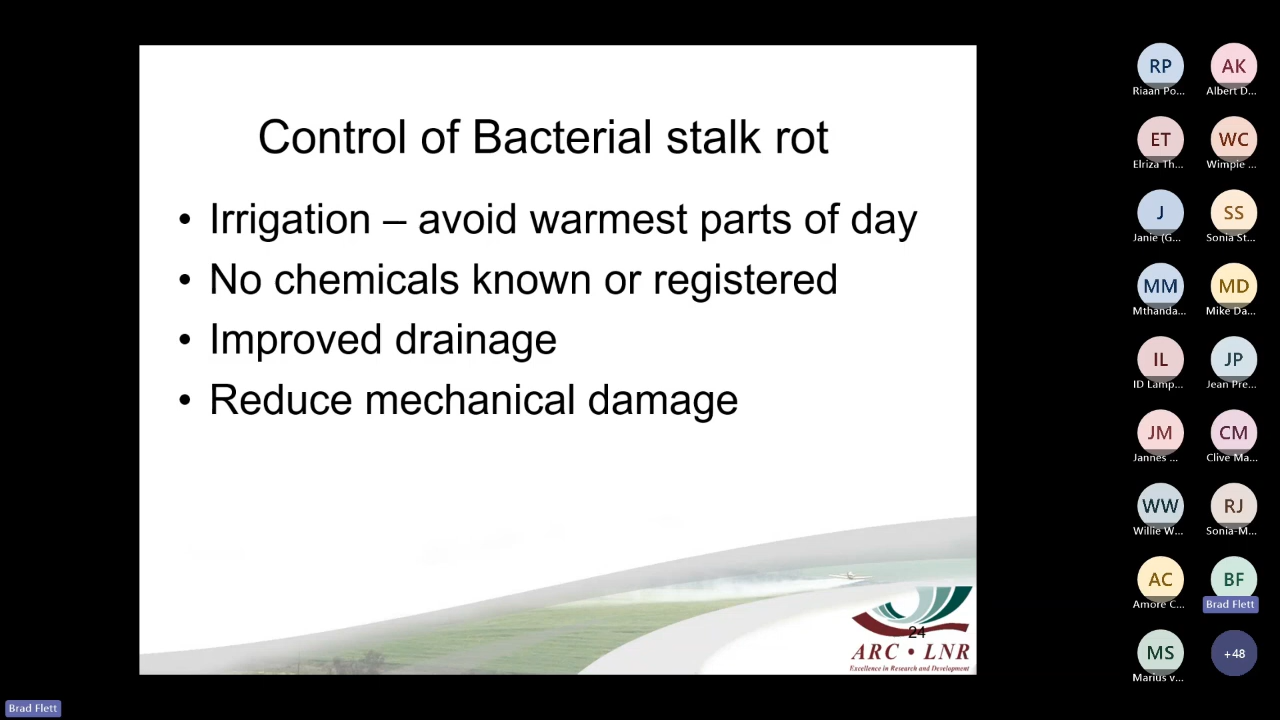 Control of Bacterial stalk rot
• Irrigation – avoid warmest parts of day
• No chemicals known or registered
• Improved drainage
• Reduce mechanical damage
24
ARC • LNR
Excellence in Research and Development
RP
Riaan Po...
AK
Albert D...
ET
Elriza Th...
WC
Wimpie ...
J
Janie (G...
SS
Sonia St...
MM
Mthanda...
MD
Mike Da...
IL
ID Lamp...
JP
Jean Pre...
JM
Jannes ...
CM
Clive Ma...
WW
Willie W...
RJ
Sonia-M...
AC
Amore C...
BF
Brad Flett
MS
Marius v...
+48
Brad Flett